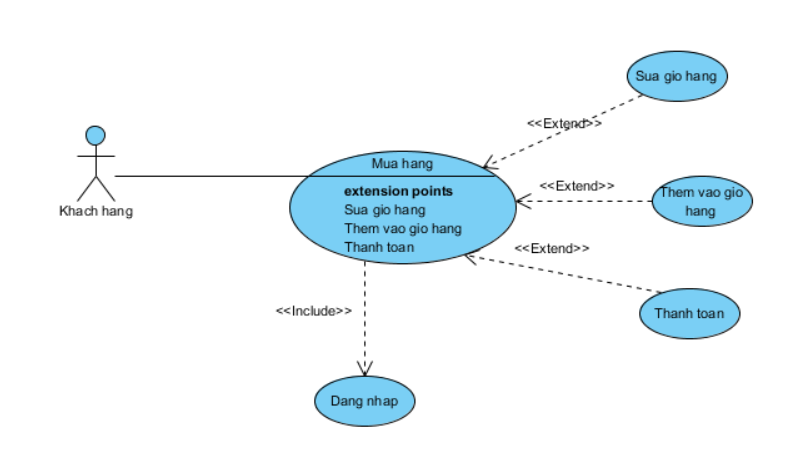 Sua gio hang
<<Extend>>
Mua hang
extension points
Sua gio hang
Them vao gio hang
Thanh toan
<<Extend>>
Them vao gio
hang
Khach hang
<<Extend>>
Thanh toan
<<Include>>
Dang nhap